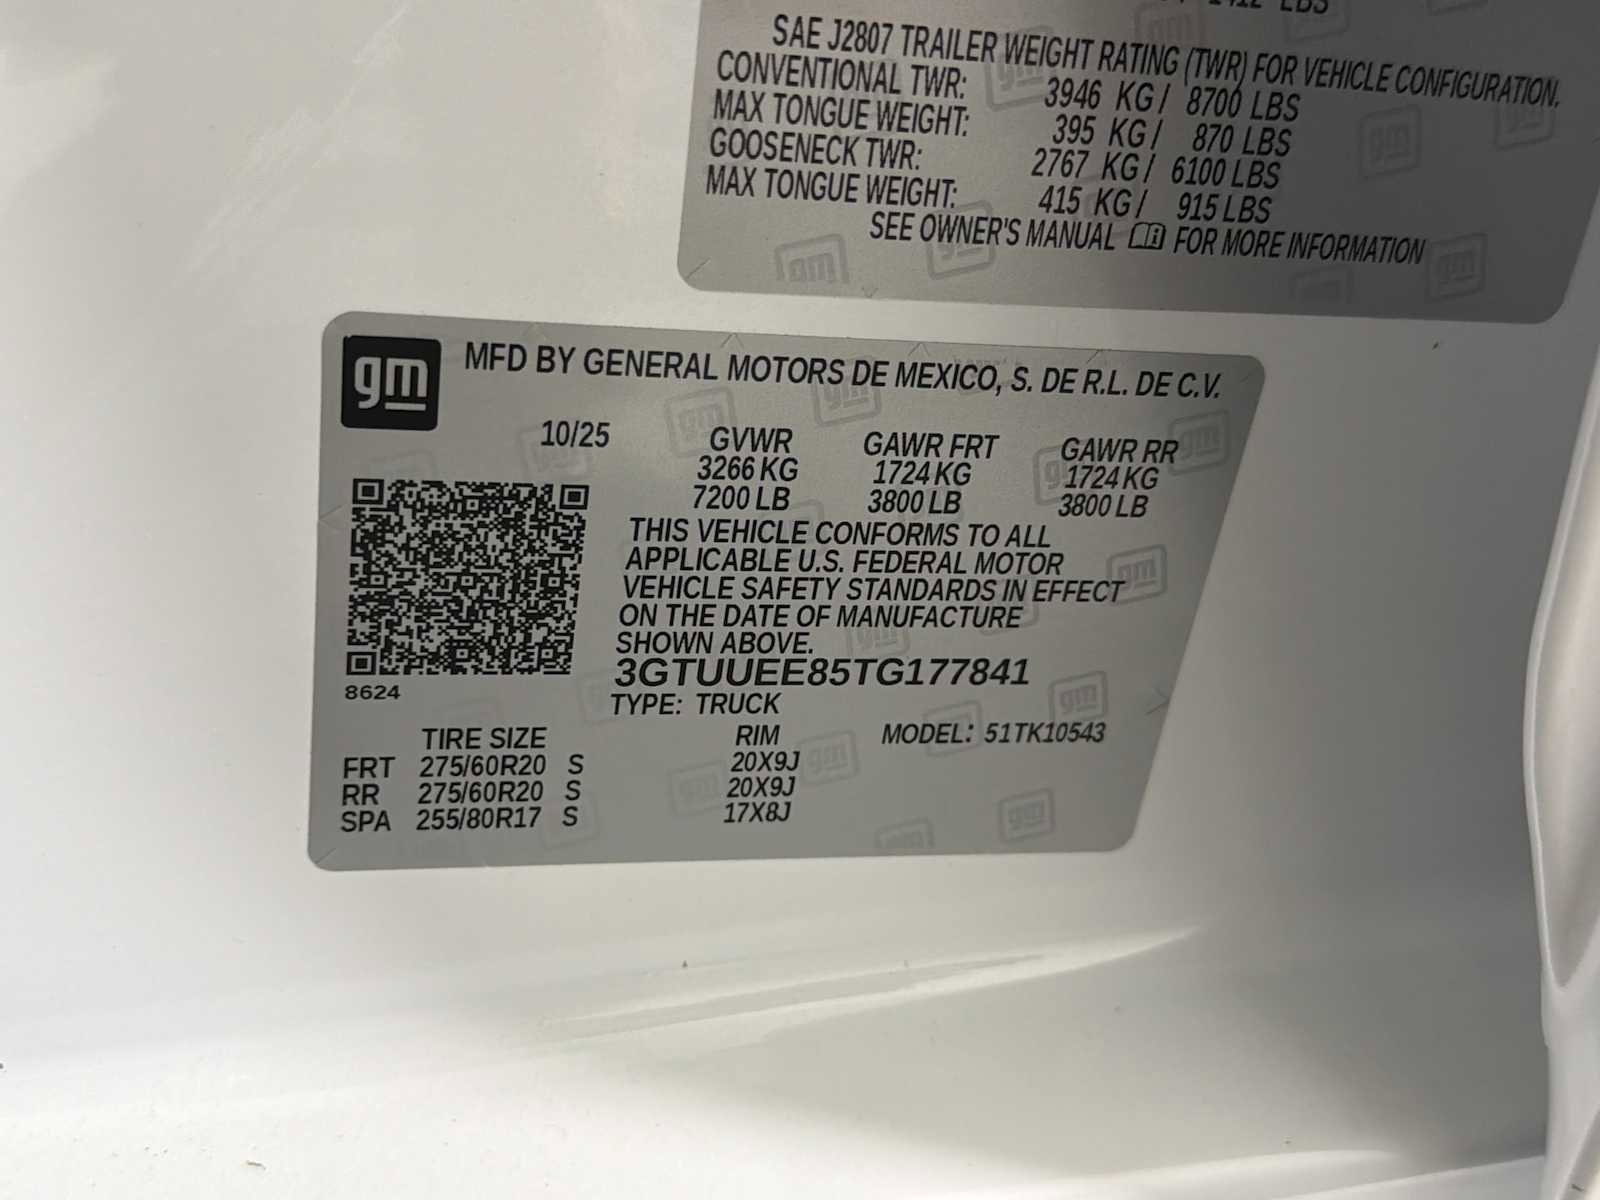 LBS
SAE J2807 TRAILER WEIGHT RATING (TWR) FOR VEHICLE CONFIGURATION.
CONVENTIONAL TWR: 3946 KG/ 8700 LBS
MAX TONGUE WEIGHT: 395 KG/ 870 LBS
GOOSENECK TWR: 2767 KG/ 6100 LBS
MAX TONGUE WEIGHT: 415 KG/ 915 LBS
SEE OWNER'S MANUAL FOR MORE INFORMATION
gm MFD BY GENERAL MOTORS DE MEXICO, S. DE R.L. DE C.V.
10/25 GVWR GAWR FRT GAWR RR
3266 KG 1724 KG 1724 KG
7200 LB 3800 LB 3800 LB
THIS VEHICLE CONFORMS TO ALL
APPLICABLE U.S. FEDERAL MOTOR
VEHICLE SAFETY STANDARDS IN EFFECT
ON THE DATE OF MANUFACTURE
SHOWN ABOVE.
3GTUUEE85TG177841
8624
TYPE: TRUCK
TIRE SIZE RIM MODEL: 51TK10543
FRT 275/60R20 S 20X9J
RR 275/60R20 S 20X9J
SPA 255/80R17 S 17X8J